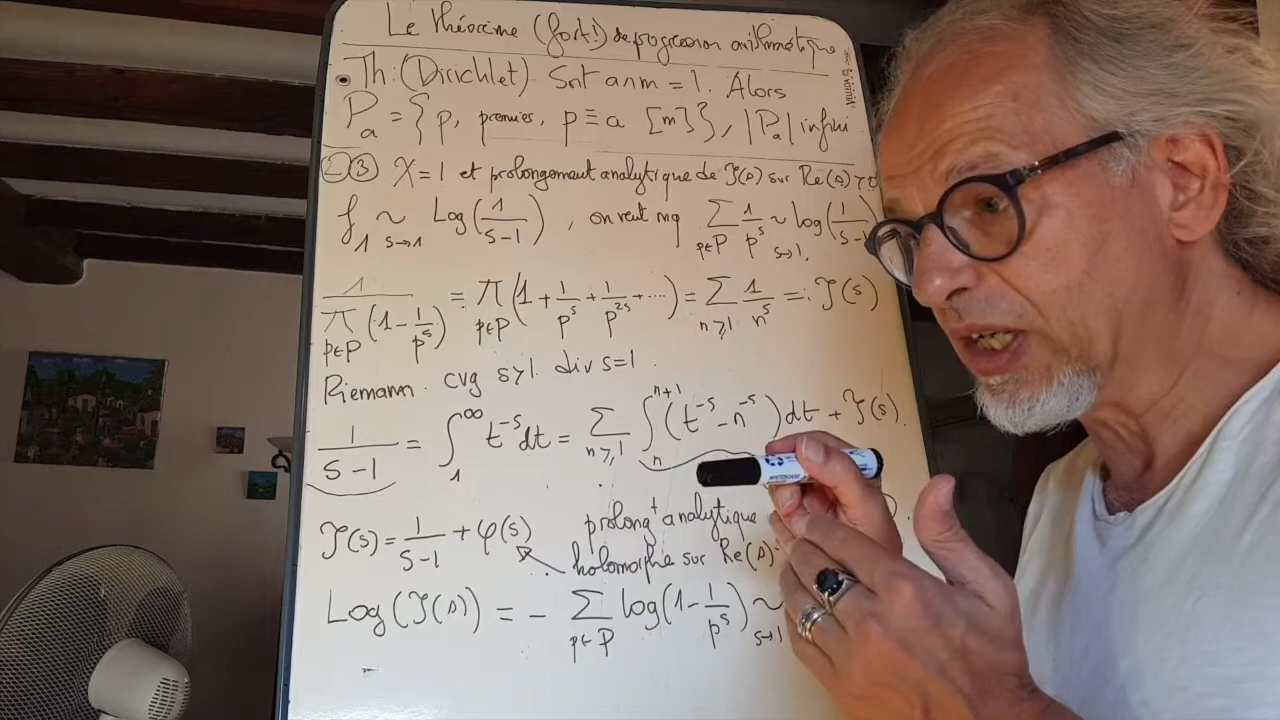 Le théorème (fort!) de progression arithmétique
• Th : (Dirichlet) Soit a∧m = 1. Alors
P_a = { p, premiers, p ≡ a [m] }, |P_a| infini
② ③ χ = 1 et prolongement analytique de ζ(s) sur Re(s) > 0
f_1 ~_{s→1} Log(1/(s-1)), on veut mq Σ_{p∈P} 1/p^s ~_{s→1} log(1/(s-1
1/(π_{p∈P} (1 - 1/p^s)) = π_{p∈P} (1 + 1/p^s + 1/p^{2s} + ....) = Σ_{n⩾1} 1/n^s =: ζ(s)
Riemann . cvg s>1. div s=1 .
1/(s-1) = ∫_1^∞ t^{-s} dt = Σ_{n⩾1} ∫_n^{n+1} (t^{-s} - n^{-s}) dt + ζ(s).
ζ(s) = 1/(s-1) + φ(s) prolong^t analytique
holomorphe sur Re(s)
Log(ζ(s)) = - Σ_{p∈P} log(1 - 1/p^s) ~_{s→1}